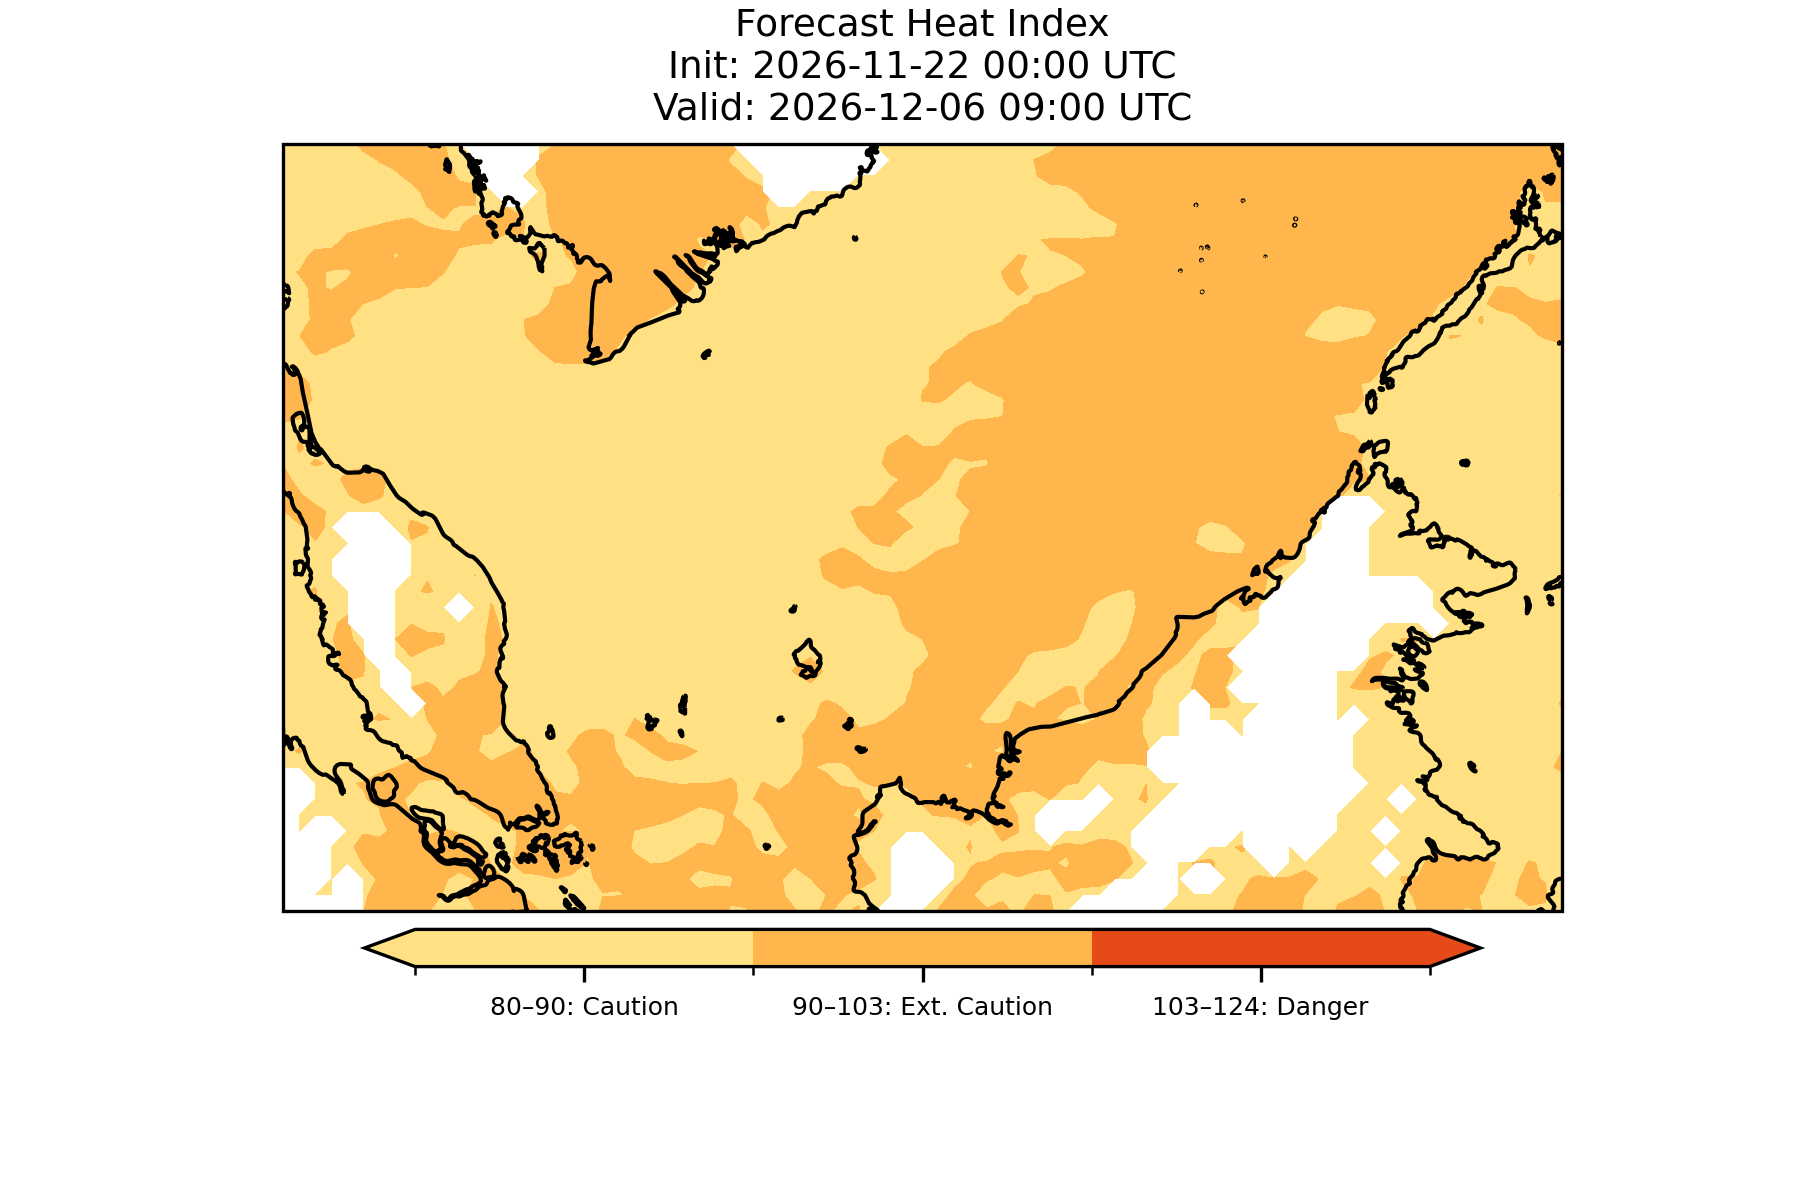 Forecast Heat Index
Init: 2026-11-22 00:00 UTC
Valid: 2026-12-06 09:00 UTC
80–90: Caution
90–103: Ext. Caution
103–124: Danger